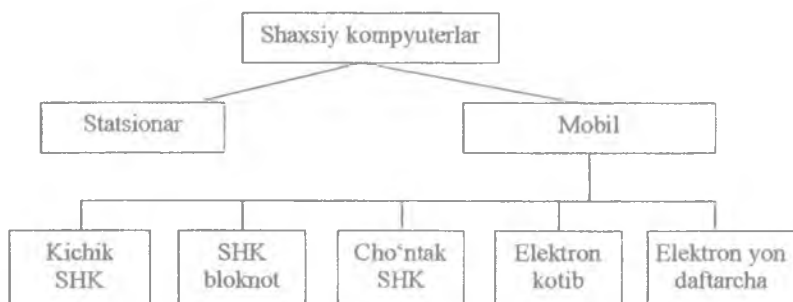 Shaxsiy kompyuterlar
Statsionar
Mobil
Kichik
SHK
SHK
bloknot
Cho‘ntak
SHK
Elektron
kotib
Elektron yon
daftarcha